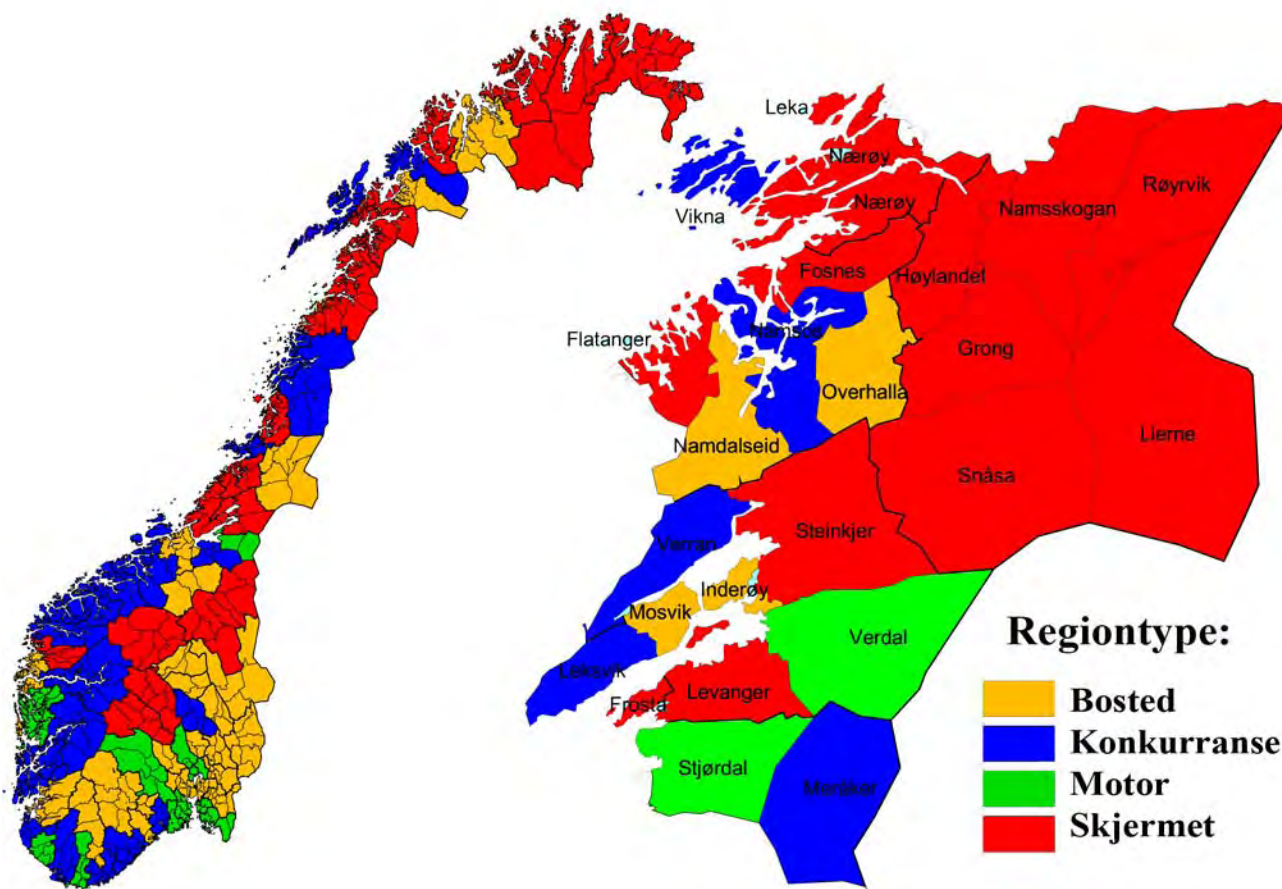 Leka
Nærøy
Røyrvik
Vikna
Nærøy
Namsskogan
Fosnes
Høylandet
Flatanger
Namsos
Grong
Overhalla
Namdalseid
Lierne
Snåsa
Steinkjer
Verran
Inderøy
Mosvik
Verdal
Leksvik
Levanger
Frosta
Stjørdal
Meråker
Regiontype:
Bosted
Konkurranse
Motor
Skjermet